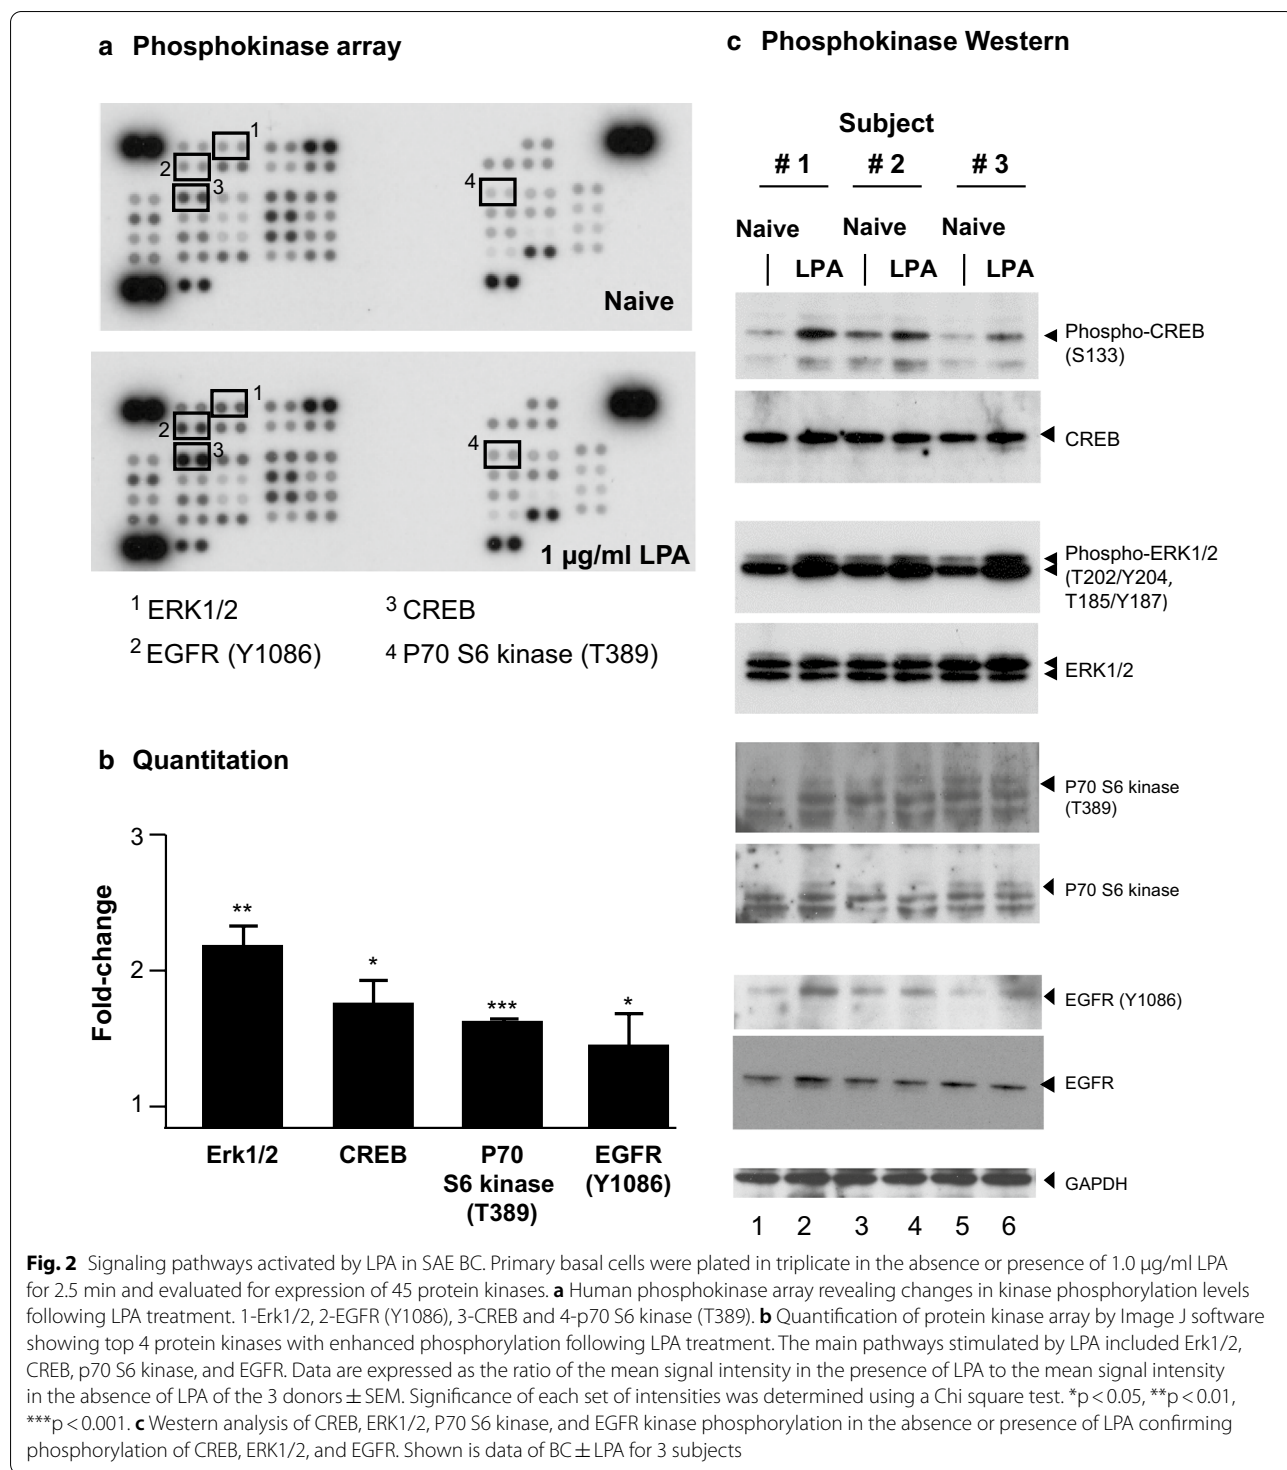 a Phosphokinase array
1
2
3
4
Naive
1
2
3
4
1 µg/ml LPA
1 ERK1/2
3 CREB
2 EGFR (Y1086)
4 P70 S6 kinase (T389)
b Quantitation
3
2
1
Fold-change
**
*
***
*
Erk1/2
CREB
P70
S6 kinase
(T389)
EGFR
(Y1086)
c Phosphokinase Western
Subject
# 1 # 2 # 3
Naive Naive Naive
LPA LPA LPA
Phospho-CREB
(S133)
CREB
Phospho-ERK1/2
(T202/Y204,
T185/Y187)
ERK1/2
P70 S6 kinase
(T389)
P70 S6 kinase
EGFR (Y1086)
EGFR
GAPDH
1 2 3 4 5 6
Fig. 2 Signaling pathways activated by LPA in SAE BC. Primary basal cells were plated in triplicate in the absence or presence of 1.0 µg/ml LPA
for 2.5 min and evaluated for expression of 45 protein kinases. a Human phosphokinase array revealing changes in kinase phosphorylation levels
following LPA treatment. 1-Erk1/2, 2-EGFR (Y1086), 3-CREB and 4-p70 S6 kinase (T389). b Quantification of protein kinase array by Image J software
showing top 4 protein kinases with enhanced phosphorylation following LPA treatment. The main pathways stimulated by LPA included Erk1/2,
CREB, p70 S6 kinase, and EGFR. Data are expressed as the ratio of the mean signal intensity in the presence of LPA to the mean signal intensity
in the absence of LPA of the 3 donors ± SEM. Significance of each set of intensities was determined using a Chi square test. *p < 0.05, **p < 0.01,
***p < 0.001. c Western analysis of CREB, ERK1/2, P70 S6 kinase, and EGFR kinase phosphorylation in the absence or presence of LPA confirming
phosphorylation of CREB, ERK1/2, and EGFR. Shown is data of BC ± LPA for 3 subjects